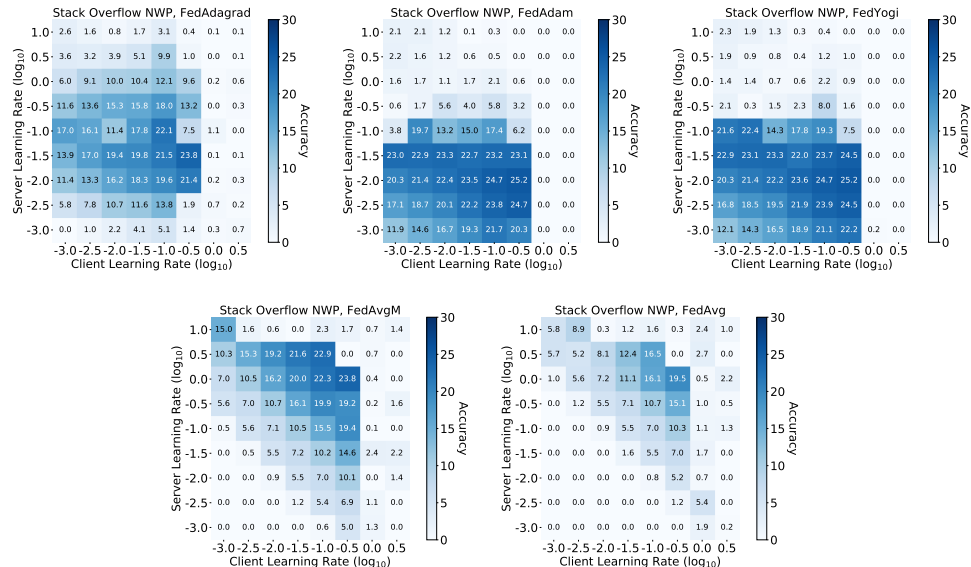 Stack Overflow NWP, FedAdagrad
Server Learning Rate (log10)
1.0 2.6 1.6 0.8 1.7 3.1 0.4 0.1 0.1
0.5 3.6 3.2 3.9 5.1 9.9 1.0 0.0 0.0
0.0 6.0 9.1 10.0 10.4 12.1 9.6 0.2 0.6
-0.5 11.6 13.6 15.3 15.8 18.0 13.2 0.0 0.3
-1.0 17.0 16.1 11.4 17.8 22.1 7.5 1.1 0.0
-1.5 13.9 17.0 19.4 19.8 21.5 23.8 0.1 0.1
-2.0 11.4 13.3 16.2 18.3 19.6 21.4 0.2 0.3
-2.5 5.8 7.8 10.7 11.6 13.8 1.9 0.7 0.2
-3.0 0.0 1.0 2.2 4.1 5.1 1.4 0.3 0.7
-3.0 -2.5 -2.0 -1.5 -1.0 -0.5 0.0 0.5
Client Learning Rate (log10)
30
25
20
15
10
5
0
Accuracy
Stack Overflow NWP, FedAdam
Server Learning Rate (log10)
1.0 2.1 2.1 0.2 0.1 0.1 0.0 0.0 0.0
0.5 2.2 1.6 1.2 0.6 0.5 0.0 0.0 0.0
0.0 1.6 1.7 1.1 0.7 2.1 0.6 0.0 0.0
-0.5 0.6 1.7 5.6 4.0 5.8 3.2 0.0 0.0
-1.0 3.8 19.7 13.2 15.0 17.4 6.2 0.0 0.0
-1.5 23.0 22.9 23.3 22.7 23.2 23.1 0.0 0.0
-2.0 20.3 21.4 22.4 23.5 24.7 25.2 0.0 0.0
-2.5 17.1 18.7 20.1 22.2 23.8 24.7 0.0 0.0
-3.0 11.9 14.6 16.7 19.3 21.7 20.3 0.0 0.0
-3.0 -2.5 -2.0 -1.5 -1.0 -0.5 0.0 0.5
Client Learning Rate (log10)
30
25
20
15
10
5
0
Accuracy
Stack Overflow NWP, FedYogi
Server Learning Rate (log10)
1.0 2.3 1.9 1.3 0.3 0.4 0.0 0.0 0.0
0.5 2.1 1.9 0.9 0.6 0.4 0.1 0.0 0.0
0.0 1.4 1.4 0.7 0.6 2.2 0.9 0.0 0.0
-0.5 2.1 0.3 1.5 2.3 8.0 1.6 0.0 0.0
-1.0 21.6 22.4 14.3 17.8 19.3 7.5 0.0 0.0
-1.5 22.9 23.1 23.3 22.0 23.7 24.5 0.0 0.0
-2.0 20.3 21.2 22.4 23.6 24.7 25.2 0.0 0.0
-2.5 16.8 18.5 19.5 21.9 23.9 24.5 0.0 0.0
-3.0 12.1 14.3 16.5 18.9 21.1 22.2 0.2 0.0
-3.0 -2.5 -2.0 -1.5 -1.0 -0.5 0.0 0.5
Client Learning Rate (log10)
30
25
20
15
10
5
0
Accuracy
Stack Overflow NWP, FedAvgM
Server Learning Rate (log10)
1.0 15.0 1.6 0.6 0.0 2.3 1.7 0.7 1.4
0.5 10.3 15.3 19.2 21.6 22.9 0.0 0.7 0.0
0.0 7.0 10.5 16.2 20.0 22.3 23.8 0.4 0.0
-0.5 5.6 7.0 10.7 16.1 19.9 19.2 0.2 1.6
-1.0 0.5 5.6 7.1 10.5 15.5 19.4 0.1 0.0
-1.5 0.0 0.0 5.5 7.2 10.2 14.6 2.4 2.2
-2.0 0.0 0.0 0.9 5.5 7.0 10.1 0.0 1.4
-2.5 0.0 0.0 0.0 1.2 5.4 6.9 1.1 0.0
-3.0 0.0 0.0 0.0 0.0 0.6 5.0 1.3 0.0
-3.0 -2.5 -2.0 -1.5 -1.0 -0.5 0.0 0.5
Client Learning Rate (log10)
30
25
20
15
10
5
0
Accuracy
Stack Overflow NWP, FedAvg
Server Learning Rate (log10)
1.0 5.8 8.9 0.3 1.2 1.6 0.3 2.4 1.0
0.5 5.7 5.2 8.1 12.4 16.5 0.0 2.7 0.0
0.0 1.0 5.6 7.2 11.1 16.1 19.5 0.5 2.2
-0.5 0.0 1.2 5.5 7.1 10.7 15.1 1.0 0.5
-1.0 0.0 0.0 0.9 5.5 7.0 10.3 1.1 1.3
-1.5 0.0 0.0 0.0 1.6 5.5 7.0 1.7 0.0
-2.0 0.0 0.0 0.0 0.0 0.8 5.2 0.7 0.0
-2.5 0.0 0.0 0.0 0.0 0.0 1.2 5.4 0.0
-3.0 0.0 0.0 0.0 0.0 0.0 0.0 1.9 0.2
-3.0 -2.5 -2.0 -1.5 -1.0 -0.5 0.0 0.5
Client Learning Rate (log10)
30
25
20
15
10
5
0
Accuracy